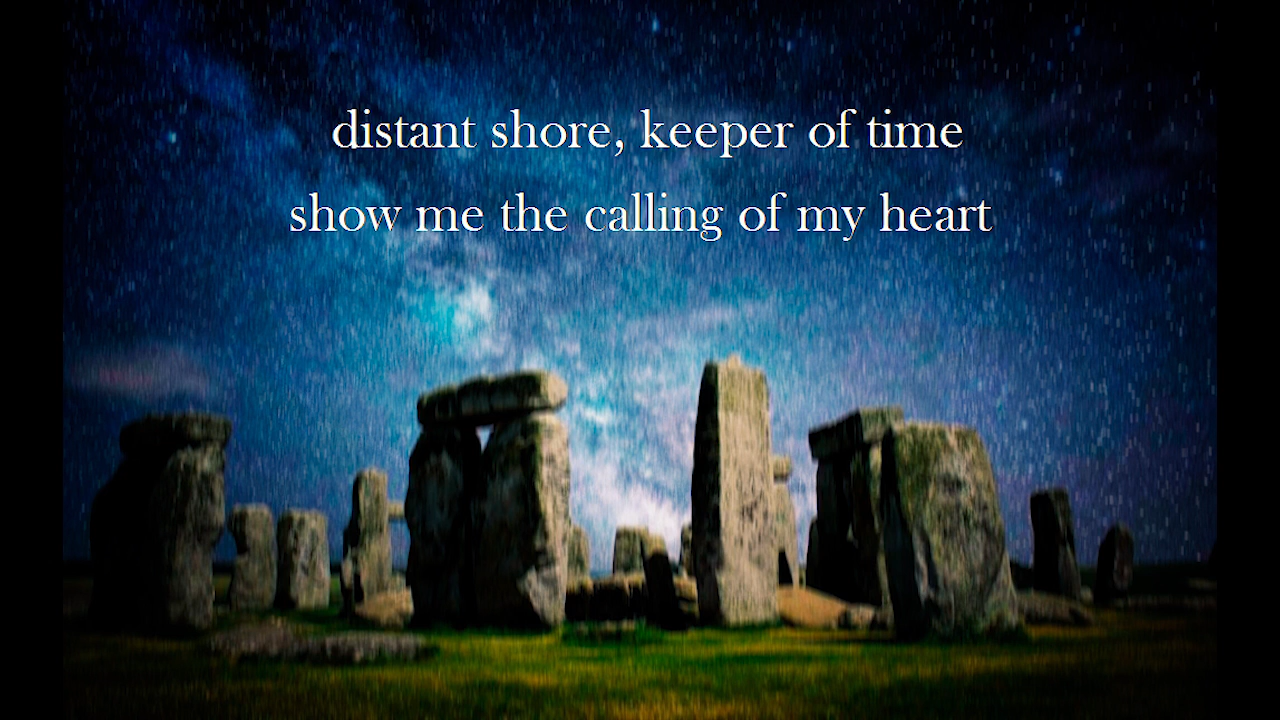 distant shore, keeper of time
show me the calling of my heart